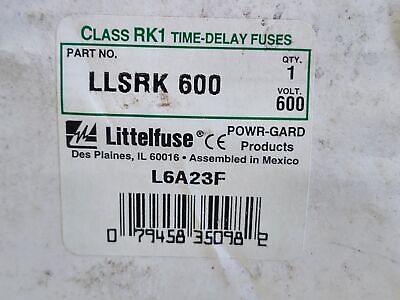 CLASS RK1 TIME-DELAY FUSES
PART NO.
QTY.
LLSRK 600
1
VOLT.
600
Littelfuse® CE POWR-GARD
Products
Des Plaines, IL 60016 • Assembled in Mexico
L6A23F
0 79458 35098 2